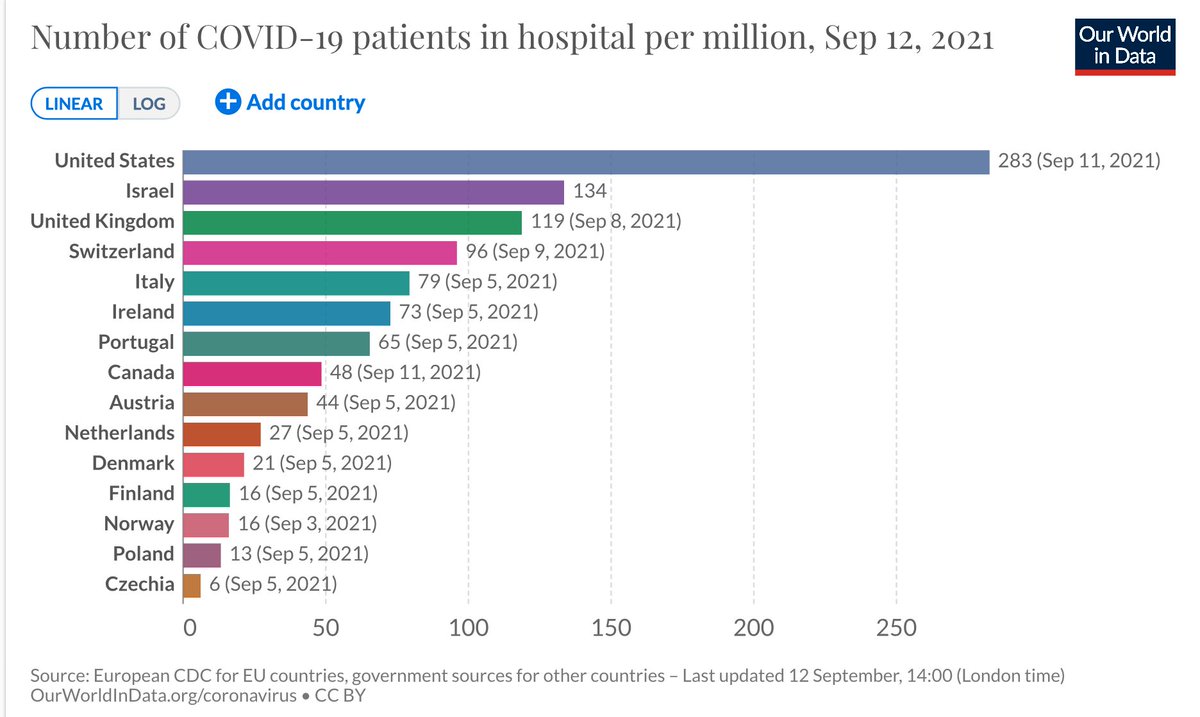 Number of COVID-19 patients in hospital per million, Sep 12, 2021
Our World
in Data
LINEAR LOG Add country
United States 283 (Sep 11, 2021)
Israel 134
United Kingdom 119 (Sep 8, 2021)
Switzerland 96 (Sep 9, 2021)
Italy 79 (Sep 5, 2021)
Ireland 73 (Sep 5, 2021)
Portugal 65 (Sep 5, 2021)
Canada 48 (Sep 11, 2021)
Austria 44 (Sep 5, 2021)
Netherlands 27 (Sep 5, 2021)
Denmark 21 (Sep 5, 2021)
Finland 16 (Sep 5, 2021)
Norway 16 (Sep 3, 2021)
Poland 13 (Sep 5, 2021)
Czechia 6 (Sep 5, 2021)
0 50 100 150 200 250
Source: European CDC for EU countries, government sources for other countries – Last updated 12 September, 14:00 (London time)
OurWorldInData.org/coronavirus • CC BY